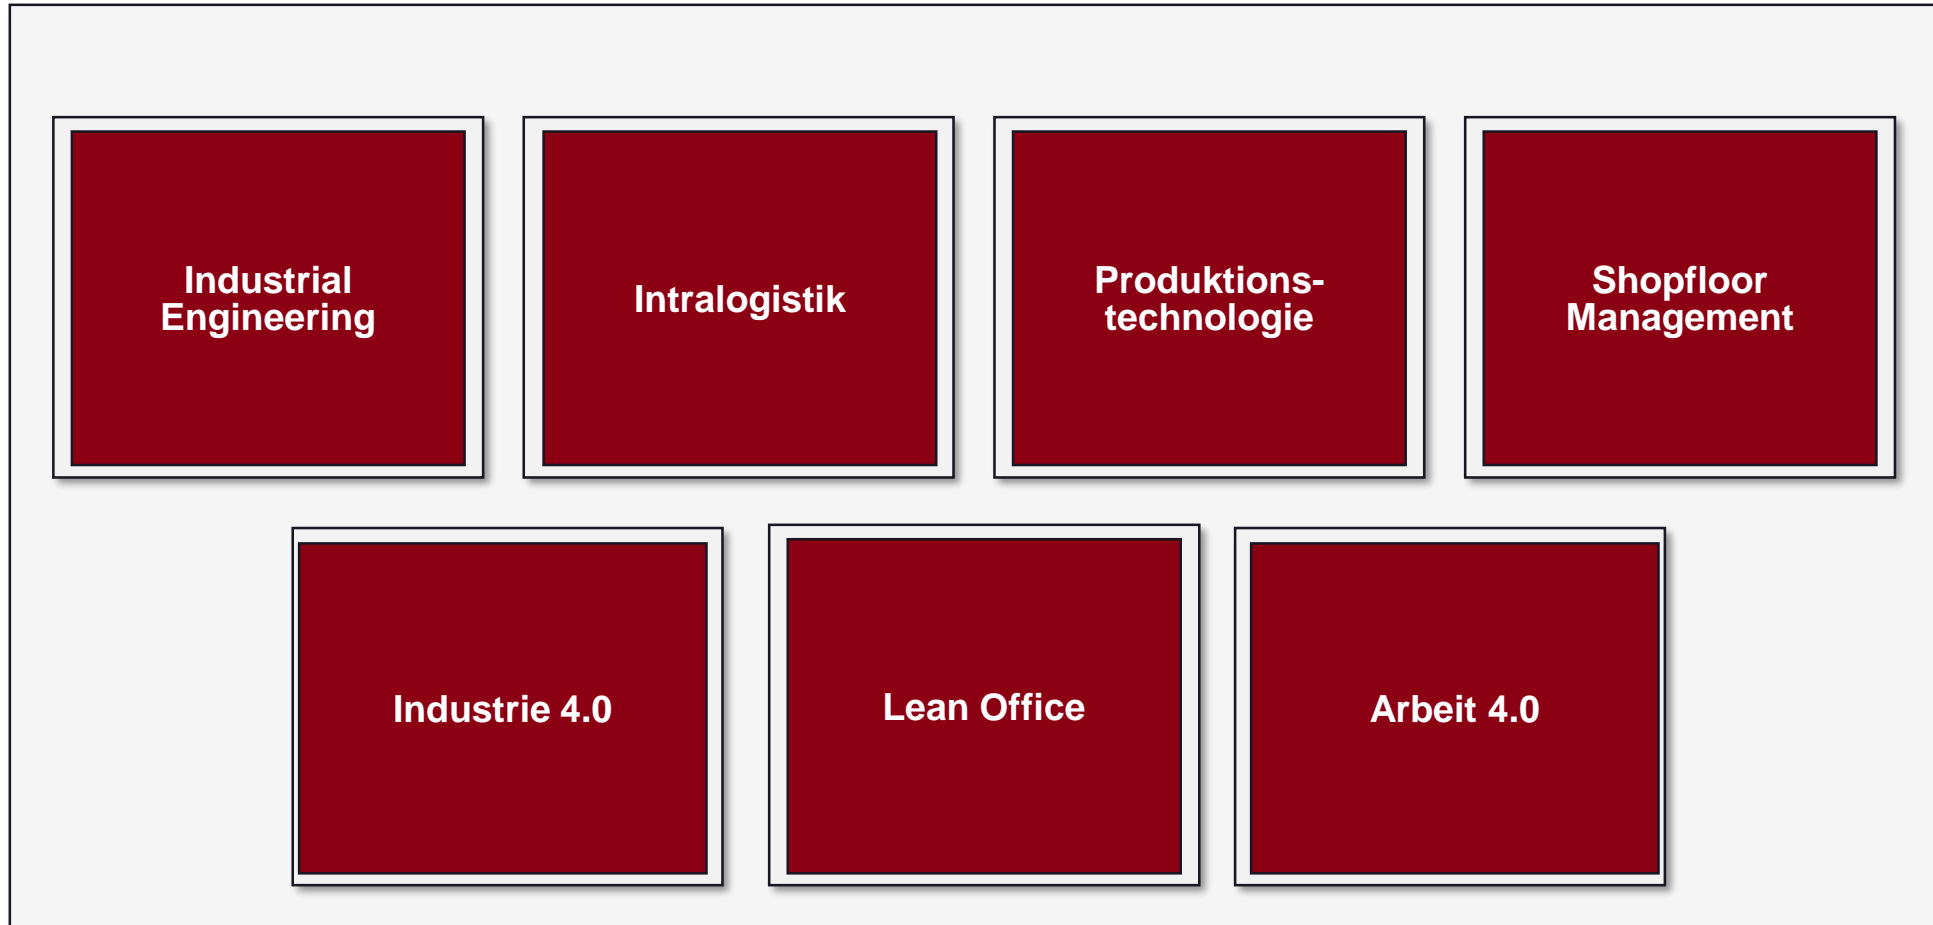 Industrial
Engineering
Intralogistik
Produktions-
technologie
Shopfloor
Management
Industrie 4.0
Lean Office
Arbeit 4.0